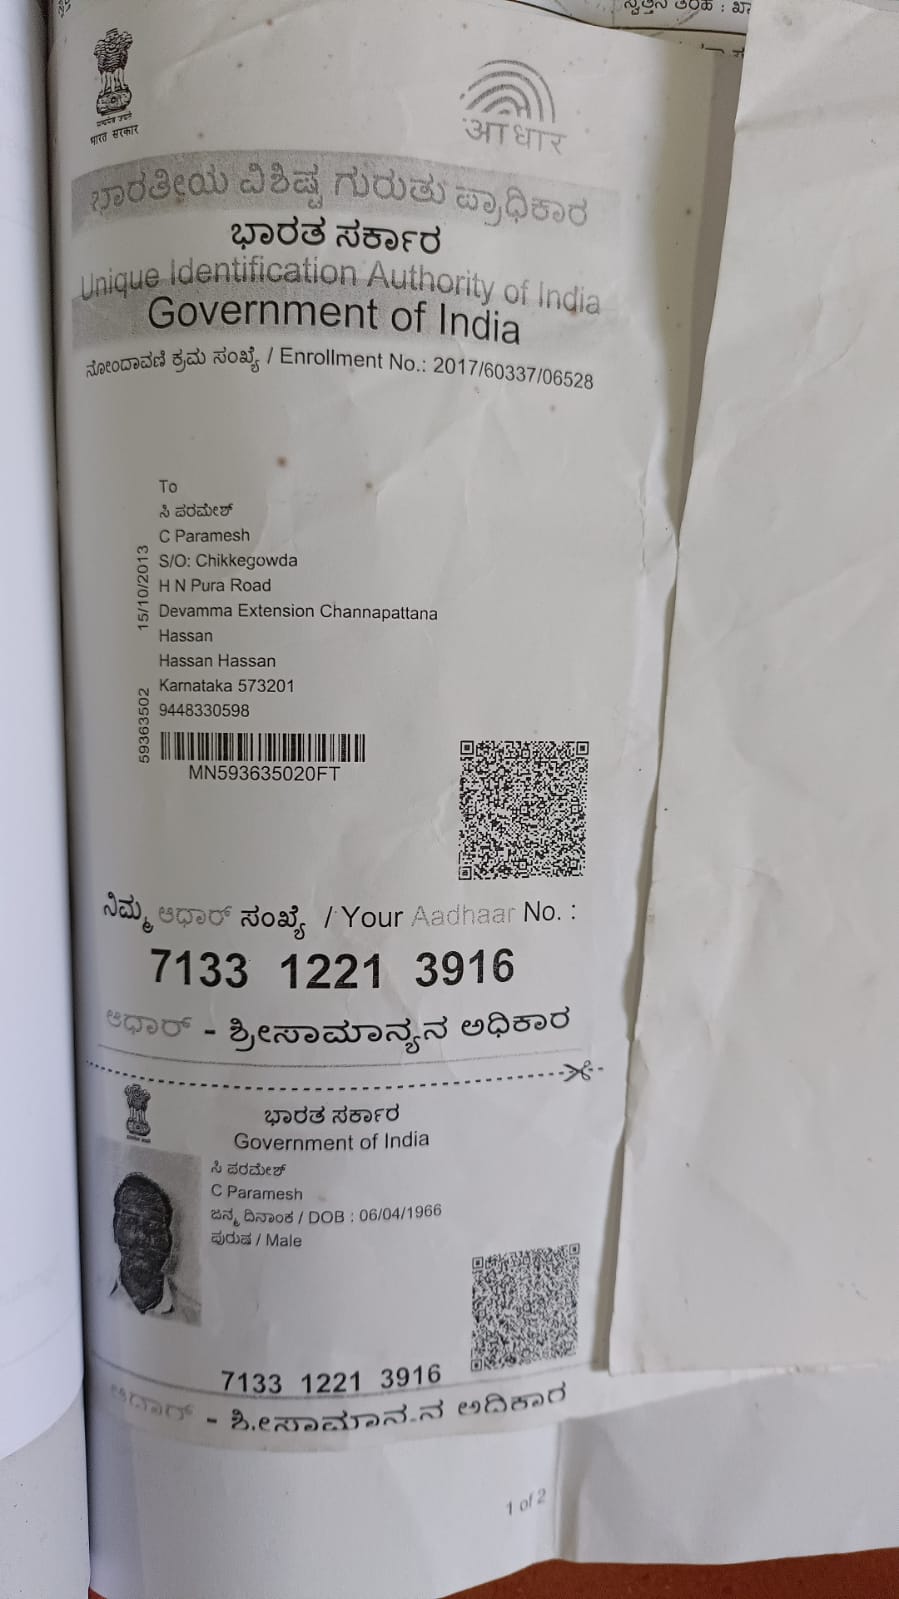 भारत सरकार
आधार
ಭಾರತೀಯ ವಿಶಿಷ್ಟ ಗುರುತು ಪ್ರಾಧಿಕಾರ
ಭಾರತ ಸರ್ಕಾರ
Unique Identification Authority of India
Government of India
ನೋಂದಾವಣೆ ಕ್ರಮ ಸಂಖ್ಯೆ / Enrollment No.: 2017/60337/06528
To
ಸಿ ಪರಮೇಶ್
C Paramesh
S/O: Chikkegowda
H N Pura Road
Devamma Extension Channapattana
Hassan
Hassan Hassan
Karnataka 573201
9448330598
15/10/2013
59363502
MN593635020FT
ನಿಮ್ಮ ಆಧಾರ್ ಸಂಖ್ಯೆ / Your Aadhaar No. :
7133 1221 3916
ಆಧಾರ್ - ಶ್ರೀಸಾಮಾನ್ಯನ ಅಧಿಕಾರ
ಭಾರತ ಸರ್ಕಾರ
Government of India
ಸಿ ಪರಮೇಶ್
C Paramesh
ಜನ್ಮ ದಿನಾಂಕ / DOB : 06/04/1966
ಪುರುಷ / Male
7133 1221 3916
ಆಧಾರ್ - ಶ್ರೀಸಾಮಾನ್ಯನ ಅಧಿಕಾರ
1 of 2